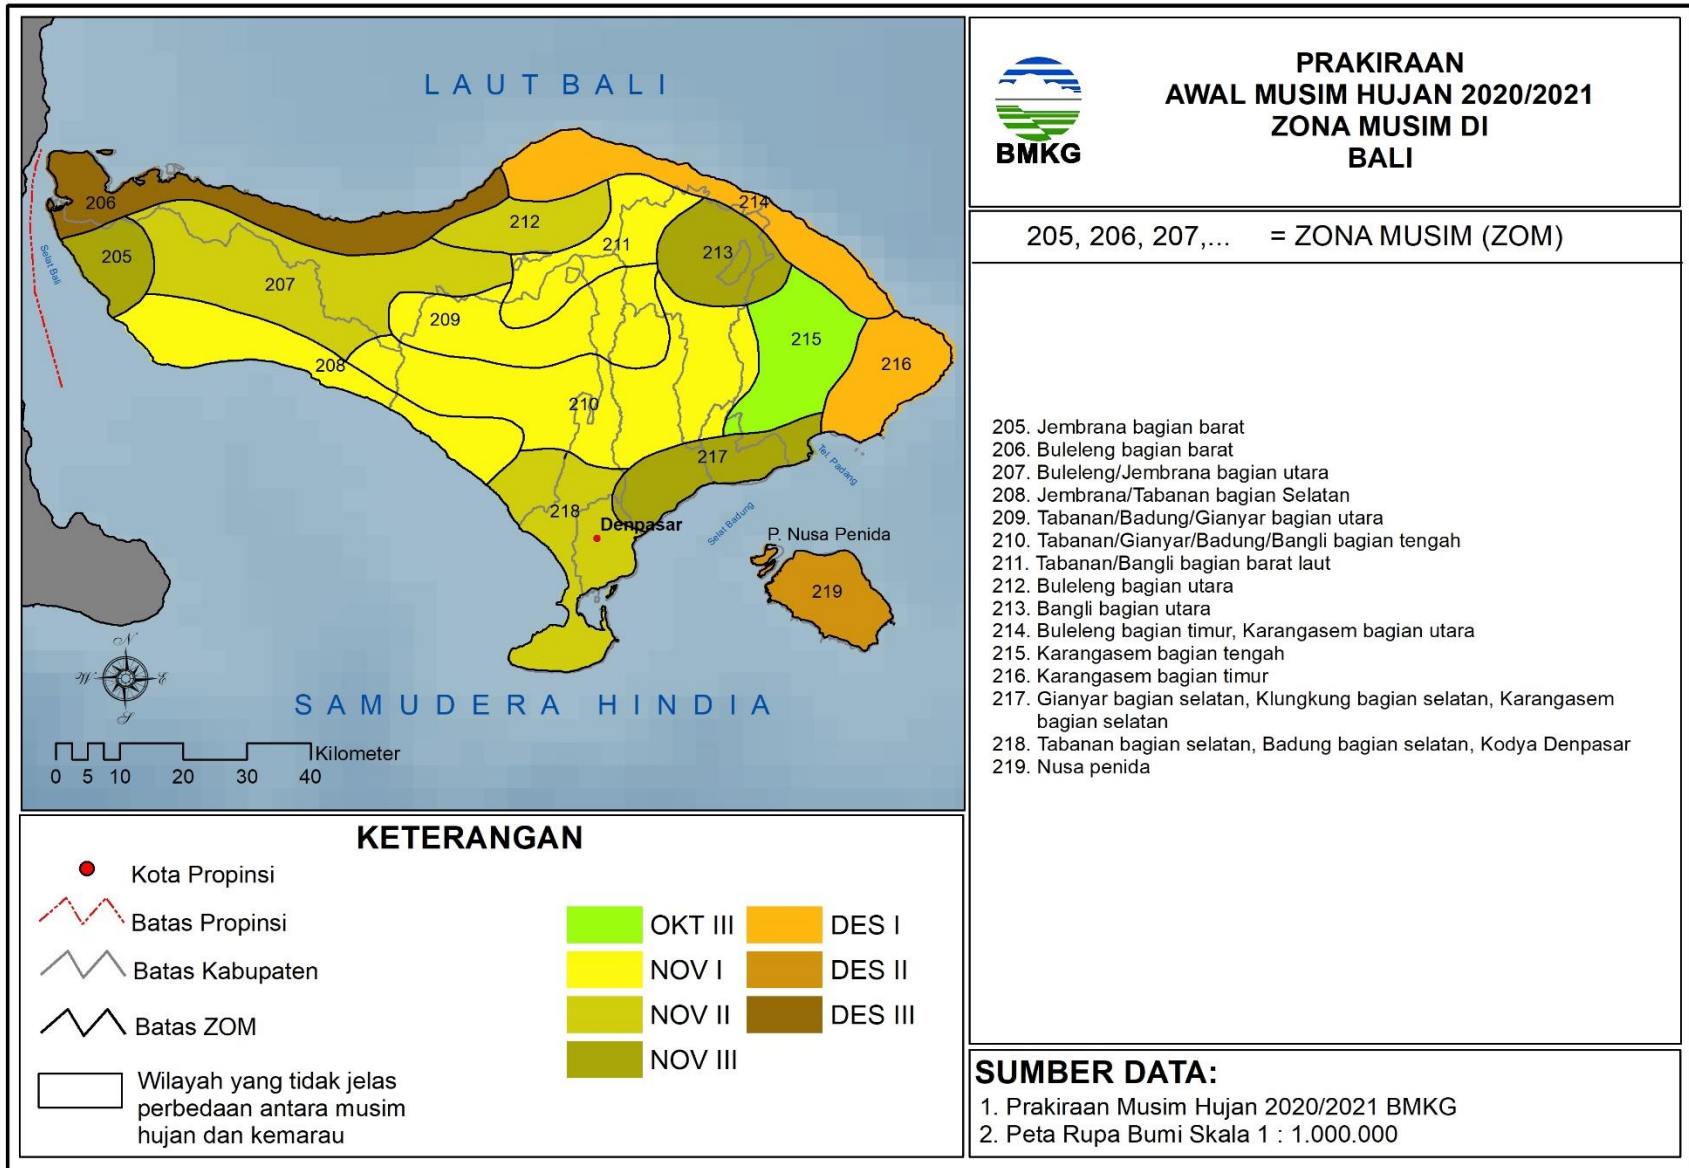 LAUT BALI
206
205
207
212
211
213
214
209
208
210
215
216
217
218
219
Selat Bali
Denpasar
Tel. Padang
Selat Badung
P. Nusa Penida
N
W
E
S
SAMUDERA HINDIA
Kilometer
0 5 10 20 30 40
BMKG
PRAKIRAAN
AWAL MUSIM HUJAN 2020/2021
ZONA MUSIM DI
BALI
205, 206, 207,... = ZONA MUSIM (ZOM)
205. Jembrana bagian barat
206. Buleleng bagian barat
207. Buleleng/Jembrana bagian utara
208. Jembrana/Tabanan bagian Selatan
209. Tabanan/Badung/Gianyar bagian utara
210. Tabanan/Gianyar/Badung/Bangli bagian tengah
211. Tabanan/Bangli bagian barat laut
212. Buleleng bagian utara
213. Bangli bagian utara
214. Buleleng bagian timur, Karangasem bagian utara
215. Karangasem bagian tengah
216. Karangasem bagian timur
217. Gianyar bagian selatan, Klungkung bagian selatan, Karangasem
bagian selatan
218. Tabanan bagian selatan, Badung bagian selatan, Kodya Denpasar
219. Nusa penida
KETERANGAN
Kota Propinsi
Batas Propinsi
Batas Kabupaten
Batas ZOM
Wilayah yang tidak jelas
perbedaan antara musim
hujan dan kemarau
OKT III
NOV I
NOV II
NOV III
DES I
DES II
DES III
SUMBER DATA:
1. Prakiraan Musim Hujan 2020/2021 BMKG
2. Peta Rupa Bumi Skala 1 : 1.000.000